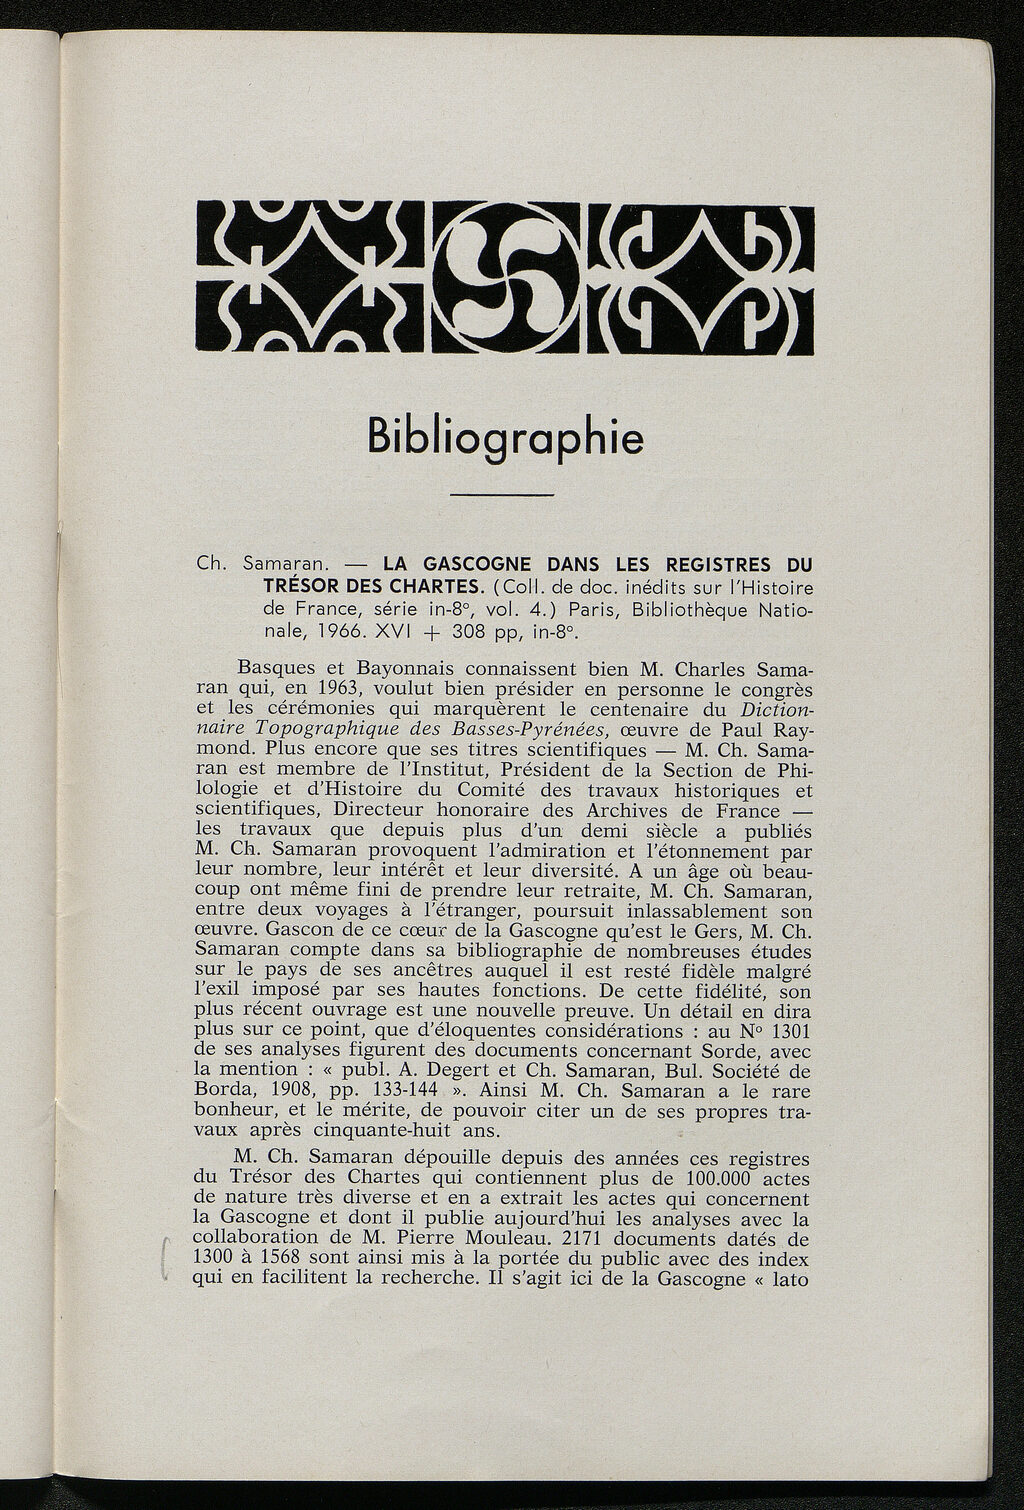 Bibliographie
Ch. Samaran. — LA GASCOGNE DANS LES REGISTRES DU
TRÉSOR DES CHARTES. (Coll. de doc. inédits sur l'Histoire
de France, série in-8°, vol. 4.) Paris, Bibliothèque Natio-
nale, 1966. XVI + 308 pp, in-8°.
Basques et Bayonnais connaissent bien M. Charles Sama-
ran qui, en 1963, voulut bien présider en personne le congrès
et les cérémonies qui marquèrent le centenaire du Diction-
naire Topographique des Basses-Pyrénées, œuvre de Paul Ray-
mond. Plus encore que ses titres scientifiques — M. Ch. Sama-
ran est membre de l'Institut, Président de la Section de Phi-
lologie et d'Histoire du Comité des travaux historiques et
scientifiques, Directeur honoraire des Archives de France —
les travaux que depuis plus d'un demi siècle a publiés
M. Ch. Samaran provoquent l'admiration et l'étonnement par
leur nombre, leur intérêt et leur diversité. A un âge où beau-
coup ont même fini de prendre leur retraite, M. Ch. Samaran,
entre deux voyages à l'étranger, poursuit inlassablement son
œuvre. Gascon de ce cœur de la Gascogne qu'est le Gers, M. Ch.
Samaran compte dans sa bibliographie de nombreuses études
sur le pays de ses ancêtres auquel il est resté fidèle malgré
l'exil imposé par ses hautes fonctions. De cette fidélité, son
plus récent ouvrage est une nouvelle preuve. Un détail en dira
plus sur ce point, que d'éloquentes considérations : au N° 1301
de ses analyses figurent des documents concernant Sorde, avec
la mention : « publ. A. Degert et Ch. Samaran, Bul. Société de
Borda, 1908, pp. 133-144 ». Ainsi M. Ch. Samaran a le rare
bonheur, et le mérite, de pouvoir citer un de ses propres tra-
vaux après cinquante-huit ans.
M. Ch. Samaran dépouille depuis des années ces registres
du Trésor des Chartes qui contiennent plus de 100.000 actes
de nature très diverse et en a extrait les actes qui concernent
la Gascogne et dont il publie aujourd'hui les analyses avec la
collaboration de M. Pierre Mouleau. 2171 documents datés de
1300 à 1568 sont ainsi mis à la portée du public avec des index
qui en facilitent la recherche. Il s'agit ici de la Gascogne « lato